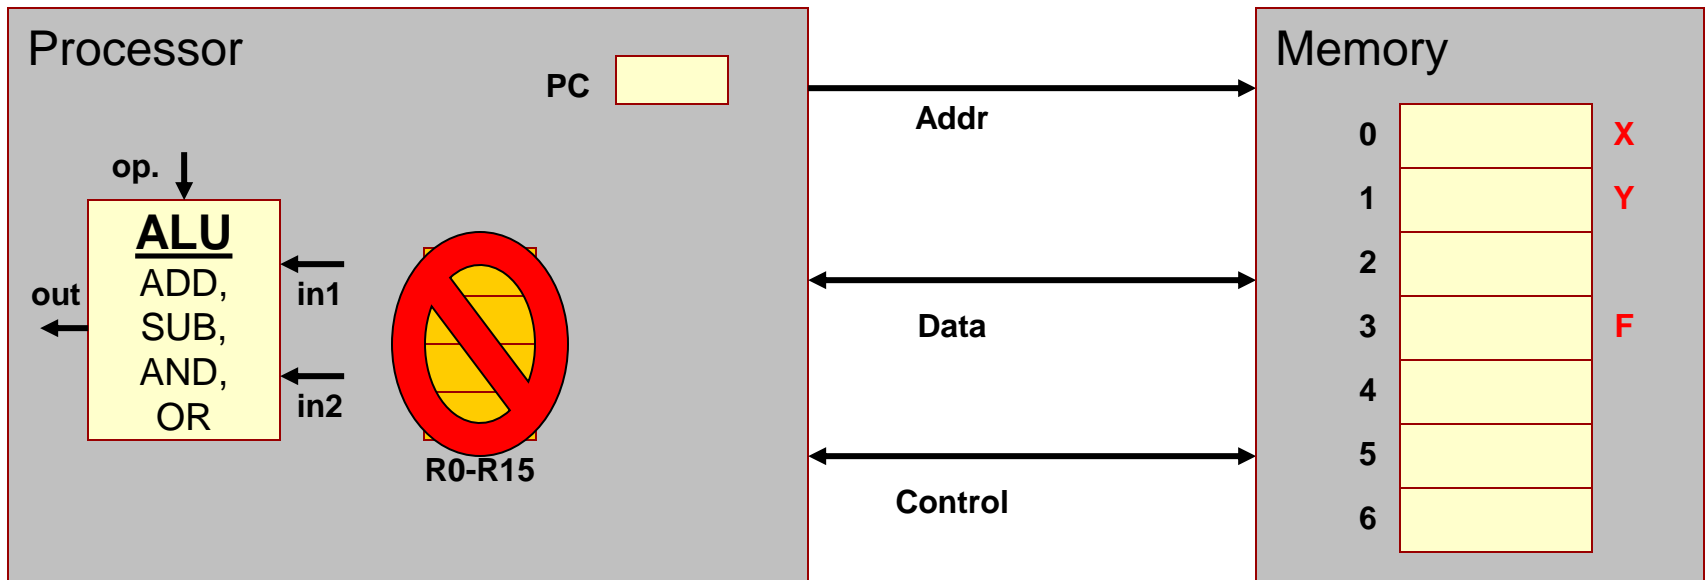 Processor
PC
op.
ALU
ADD,
SUB,
AND,
OR
out
in1
in2
R0-R15
Addr
Data
Control
Memory
0 X
1 Y
2
3 F
4
5
6